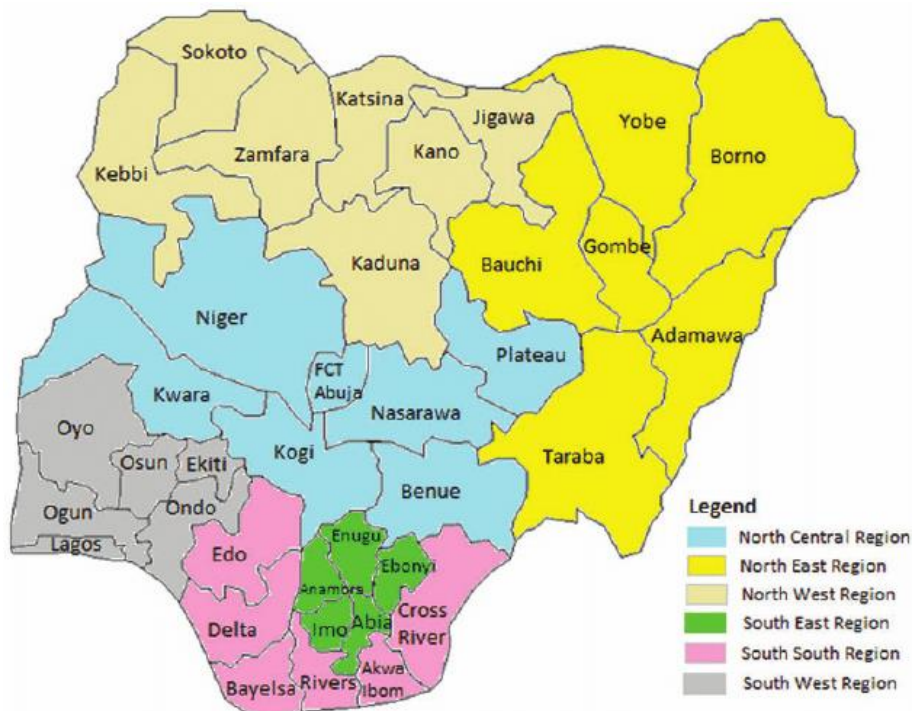 Sokoto
Katsina
Jigawa
Yobe
Borno
Kebbi
Zamfara
Kano
Kaduna
Bauchi
Gombe
Niger
Adamawa
FCT
Abuja
Plateau
Kwara
Nasarawa
Oyo
Kogi
Taraba
Osun
Ekiti
Benue
Ogun
Ondo
Lagos
Edo
Enugu
Ebonyi
Anambra
Delta
Imo
Abia
Cross
River
Bayelsa
Rivers
Akwa
Ibom
Legend
North Central Region
North East Region
North West Region
South East Region
South South Region
South West Region